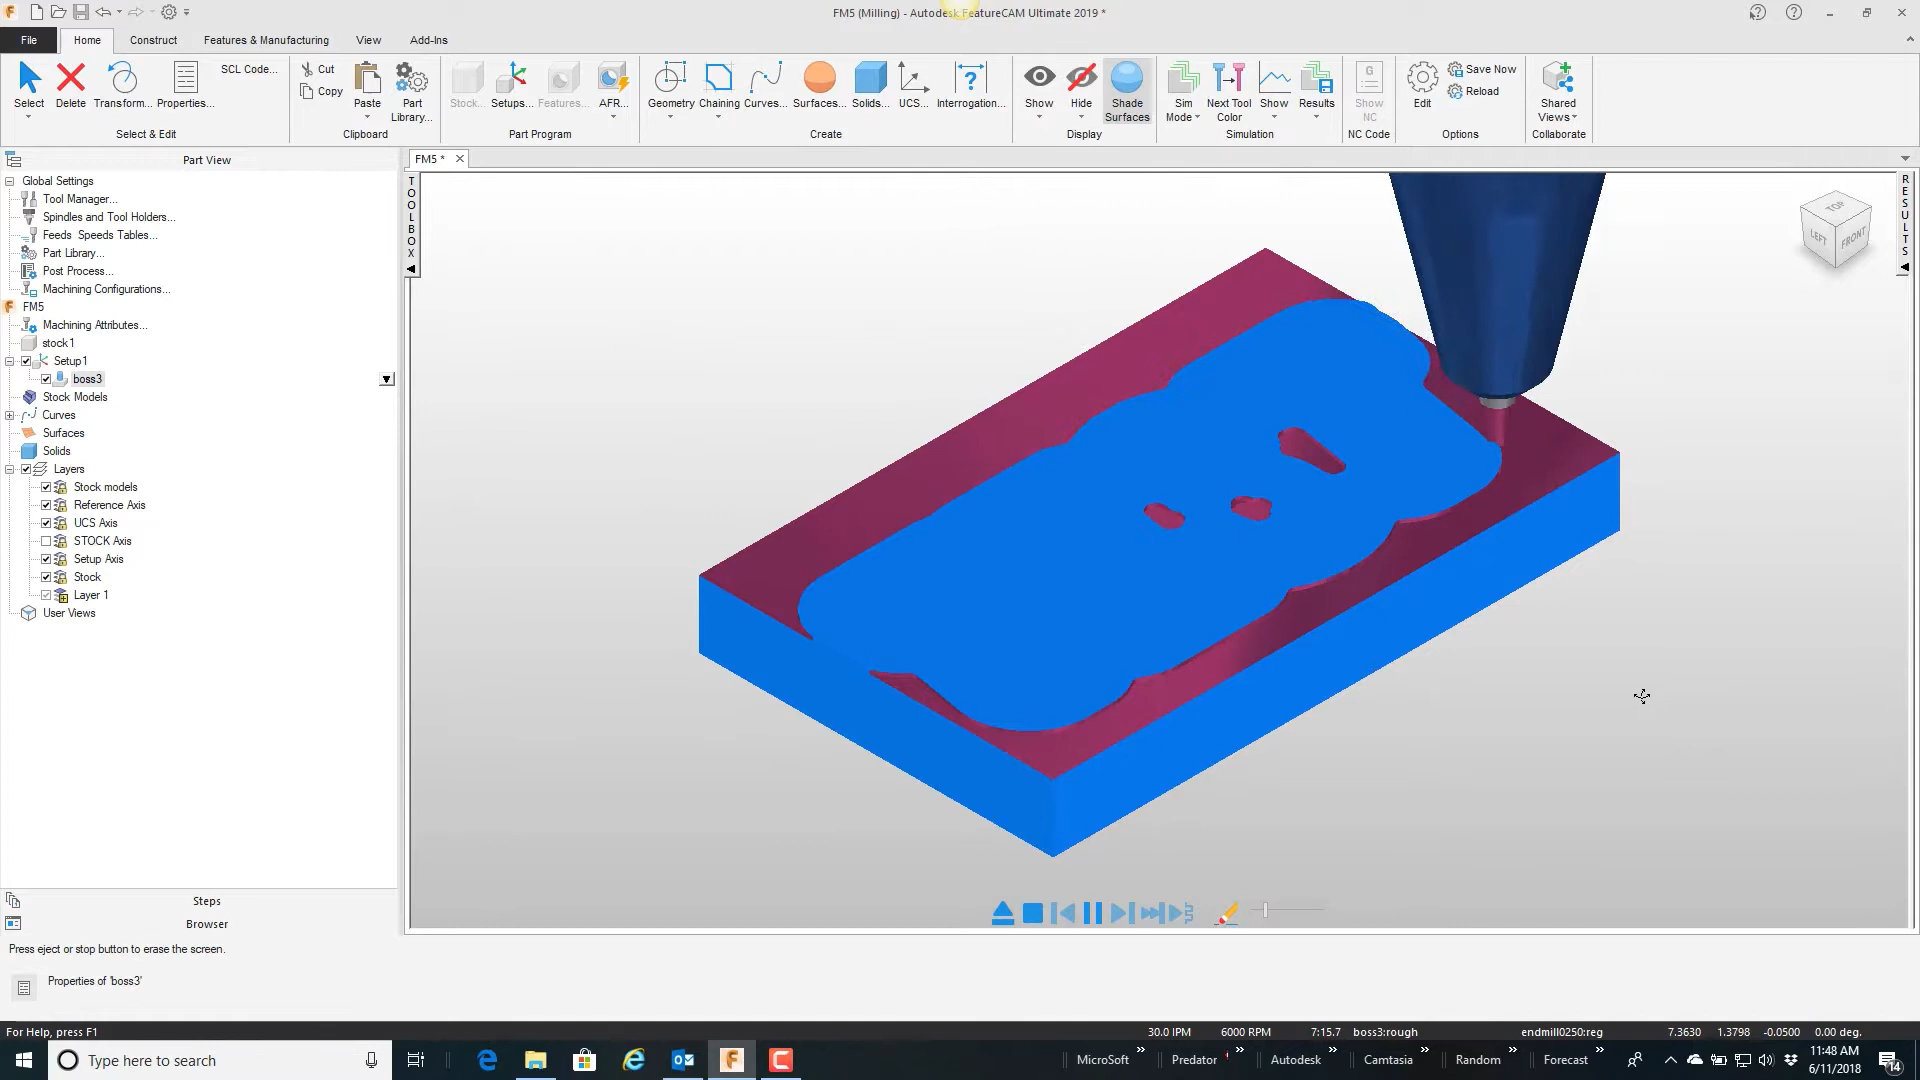 FM5 (Milling) - Autodesk FeatureCAM Ultimate 2019 *
File
Home
Construct
Features & Manufacturing
View
Add-Ins
Select
Delete
Transform...
Properties...
SCL Code...
Select & Edit
Cut
Copy
Paste
Part Library...
Clipboard
Stock...
Setups...
Features...
AFR...
Part Program
Geometry
Chaining
Curves...
Surfaces...
Solids...
UCS...
Interrogation...
Create
Show
Hide
Shade Surfaces
Display
Sim Mode
Next Tool Color
Show
Results
Simulation
Show NC
NC Code
Edit
Save Now
Reload
Options
Shared Views
Collaborate
Part View
FM5 *
Global Settings
Tool Manager...
Spindles and Tool Holders...
Feeds Speeds Tables...
Part Library...
Post Process...
Machining Configurations...
FM5
Machining Attributes...
stock1
Setup1
boss3
Stock Models
Curves
Surfaces
Solids
Layers
Stock models
Reference Axis
UCS Axis
STOCK Axis
Setup Axis
Stock
Layer 1
User Views
TOOLBOX
TOP
LEFT
FRONT
RESULTS
Steps
Browser
Press eject or stop button to erase the screen.
Properties of 'boss3'
For Help, press F1
30.0 IPM
6000 RPM
7:15.7
boss3:rough
endmill0250:reg
7.3630
1.3798
-0.0500
0.00 deg.
Type here to search
MicroSoft
Predator
Autodesk
Camtasia
Random
Forecast
11:48 AM
6/11/2018
14